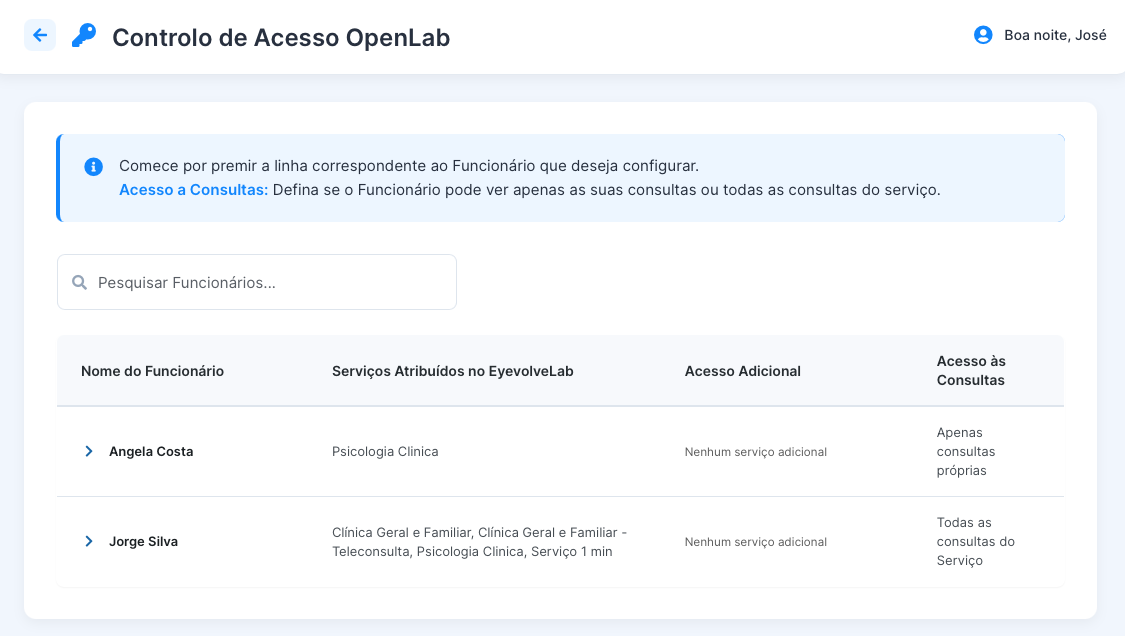 Controlo de Acesso OpenLab
Boa noite, José
Comece por premir a linha correspondente ao Funcionário que deseja configurar.
Acesso a Consultas: Defina se o Funcionário pode ver apenas as suas consultas ou todas as consultas do serviço.
Pesquisar Funcionários...
Nome do Funcionário
Serviços Atribuídos no EyevolveLab
Acesso Adicional
Acesso às
Consultas
Angela Costa
Psicologia Clinica
Nenhum serviço adicional
Apenas
consultas
próprias
Jorge Silva
Clínica Geral e Familiar, Clínica Geral e Familiar -
Teleconsulta, Psicologia Clinica, Serviço 1 min
Nenhum serviço adicional
Todas as
consultas do
Serviço